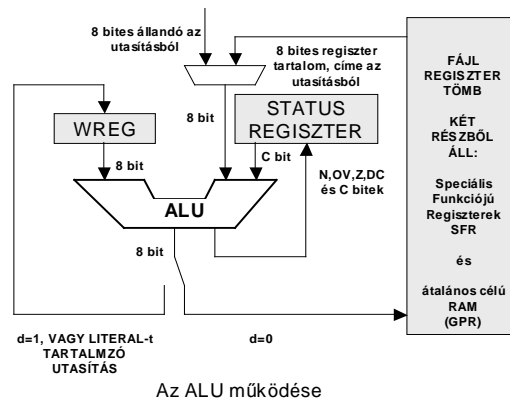 8 bites állandó az
utasításból
8 bites regiszter
tartalom, címe az
utasításból
WREG
8 bit
STATUS
REGISZTER
8 bit
C bit
N,OV,Z,DC
és C bitek
ALU
8 bit
d=1, VAGY LITERAL-t
TARTALMZÓ
UTASÍTÁS
d=0
FÁJL
REGISZTER
TÖMB
KÉT
RÉSZBŐL
ÁLL:
Speciális
Funkciójú
Regiszterek
SFR
és
átalános célú
RAM
(GPR)
Az ALU működése